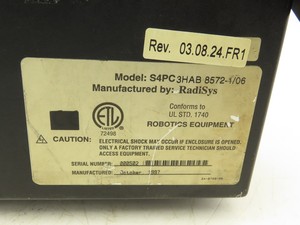 Rev. 03.08.24.FR1
Model: S4PC3HAB 8572-1/06
Manufactured by: RadiSys
Conforms to
UL STD. 1740
ROBOTICS EQUIPMENT
ETL
72498
CAUTION:
ELECTRICAL SHOCK MAY OCCUR IF ENCLOSURE IS OPENED.
ONLY A FACTORY TRAINED SERVICE TECHNICIAN SHOULD
ACCESS EQUIPMENT.
SERIAL NUMBER:
MANUFACTURED: October, 1997